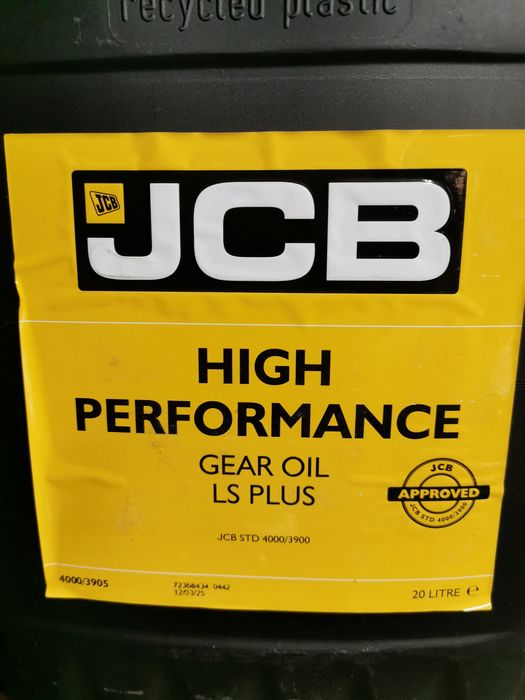 recycled plastic
JCB
JCB
HIGH
PERFORMANCE
GEAR OIL
LS PLUS
JCB
APPROVED
JCB STD 4000/3900
JCB STD 4000/3900
4000/3905
72368434 0442
12/03/25
20 LITRE ℮